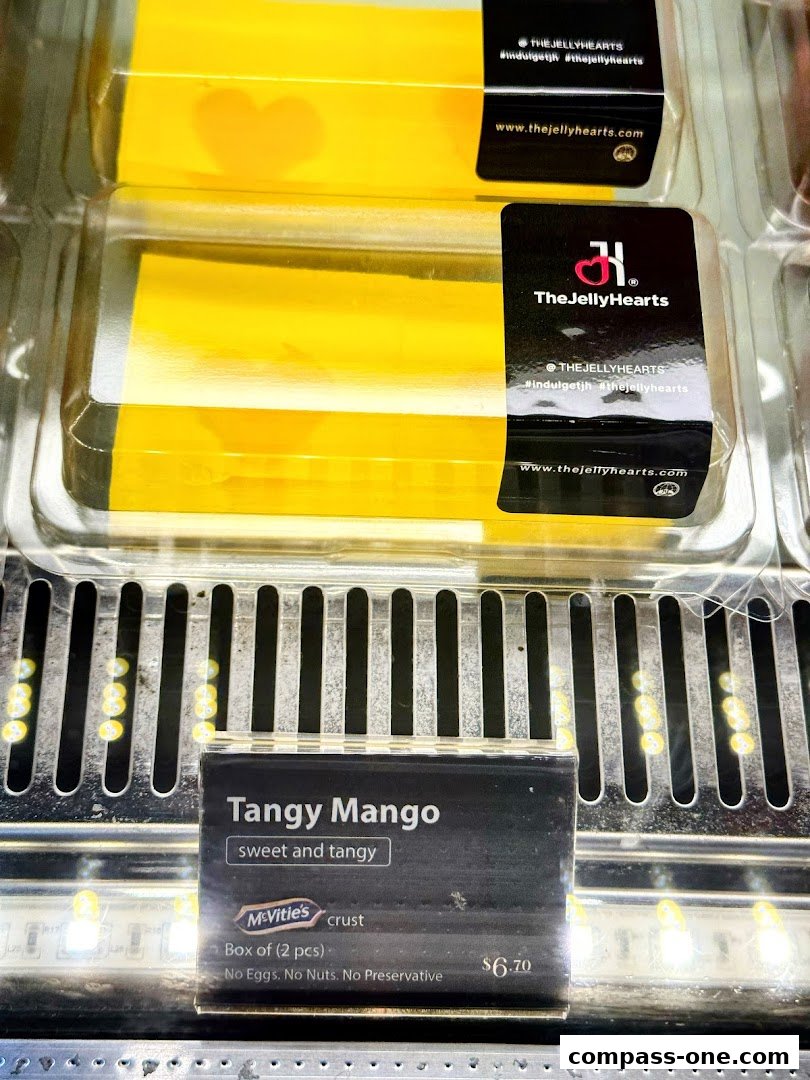 @ THEJELLYHEARTS
#indulgetjh #thejellyhearts
www.thejellyhearts.com
JH®
TheJellyHearts
@ THEJELLYHEARTS
#indulgetjh #thejellyhearts
www.thejellyhearts.com
Tangy Mango
sweet and tangy
McVitie's crust
Box of (2 pcs)
$6.70
No Eggs. No Nuts. No Preservative
compass-one.com